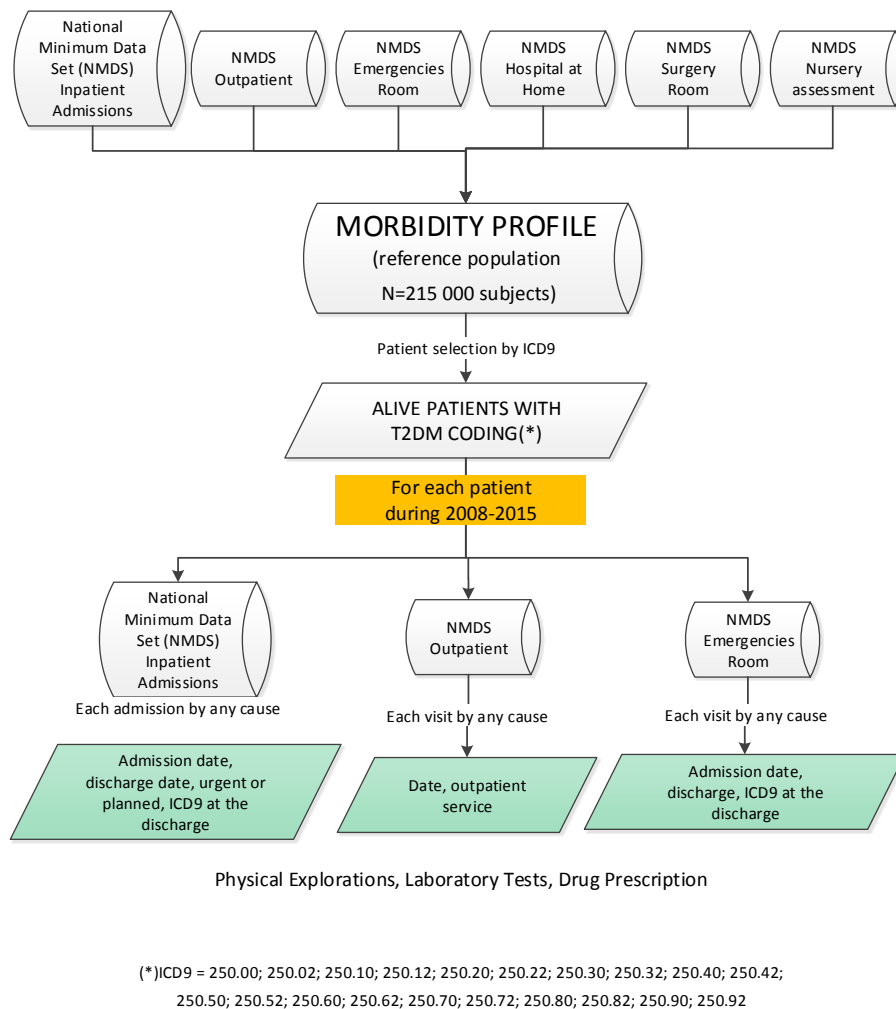 National
Minimum Data
Set (NMDS)
Inpatient
Admissions
NMDS
Outpatient
NMDS
Emergencies
Room
NMDS
Hospital at
Home
NMDS
Surgery
Room
NMDS
Nursery
assessment
MORBIDITY PROFILE
(reference population
N=215 000 subjects)
Patient selection by ICD9
ALIVE PATIENTS WITH
T2DM CODING(*)
For each patient
during 2008-2015
National
Minimum Data
Set (NMDS)
Inpatient
Admissions
Each admission by any cause
NMDS
Outpatient
Each visit by any cause
NMDS
Emergencies
Room
Each visit by any cause
Admission date,
discharge date, urgent or
planned, ICD9 at the
discharge
Date, outpatient
service
Admission date,
discharge, ICD9 at the
discharge
Physical Explorations, Laboratory Tests, Drug Prescription
(*)ICD9 = 250.00; 250.02; 250.10; 250.12; 250.20; 250.22; 250.30; 250.32; 250.40; 250.42;
250.50; 250.52; 250.60; 250.62; 250.70; 250.72; 250.80; 250.82; 250.90; 250.92